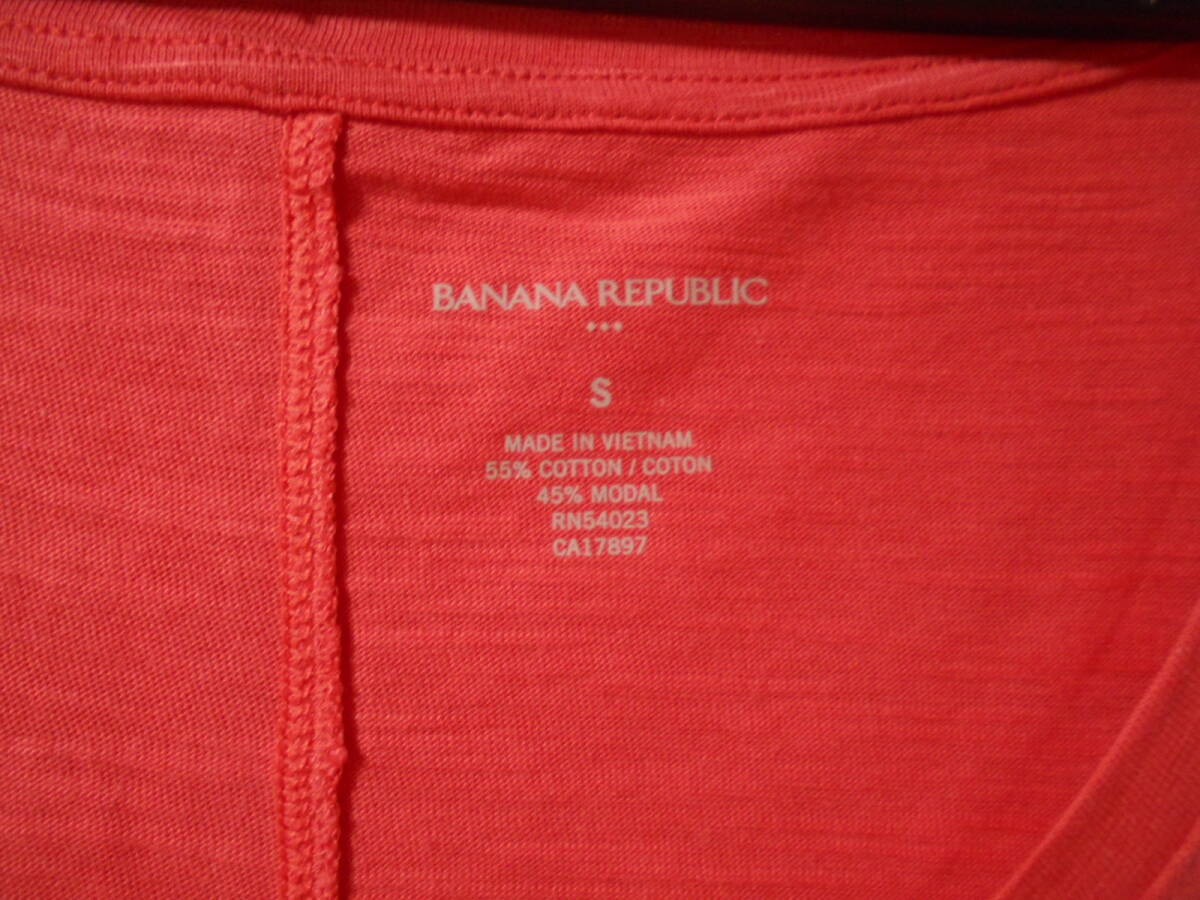 BANANA REPUBLIC
•••
S
MADE IN VIETNAM
55% COTTON / COTON
45% MODAL
RN54023
CA17897